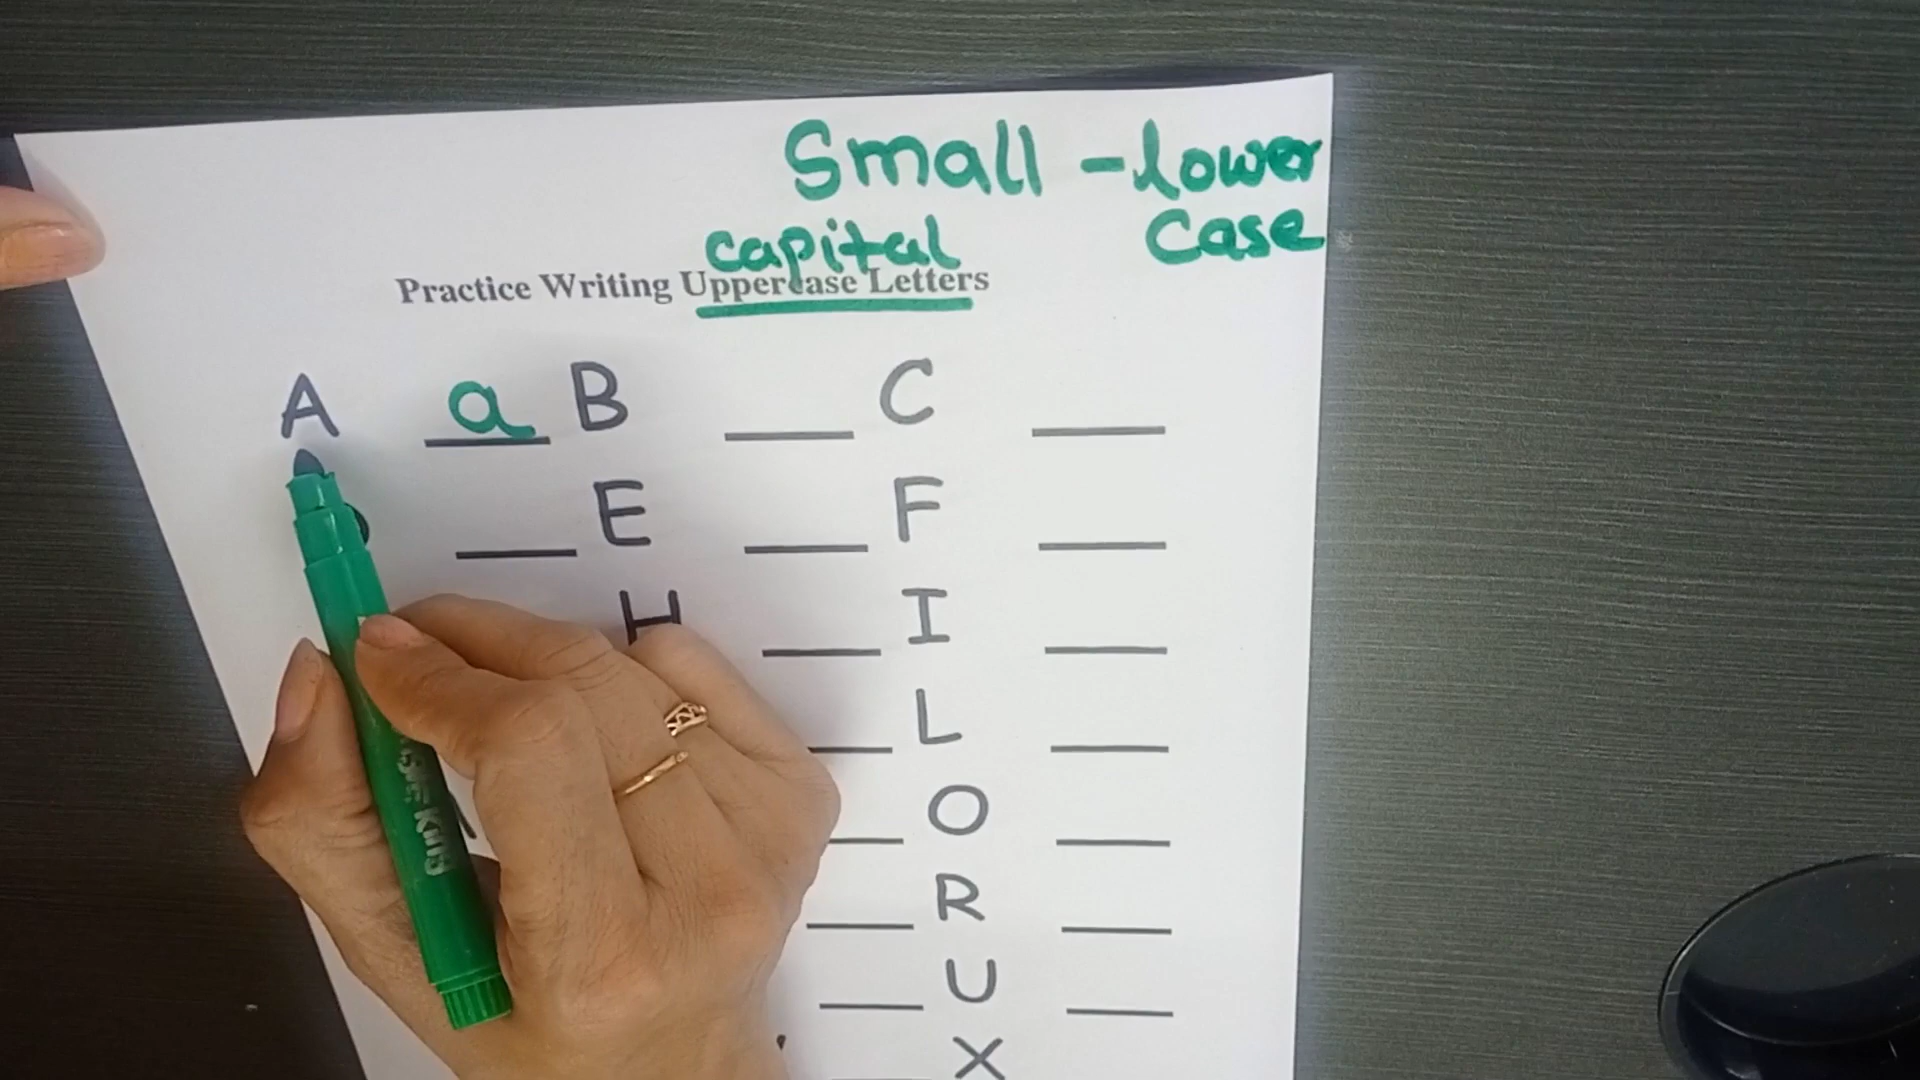 Small - lower
capital case
Practice Writing Uppercase Letters
A a B C
E F
H I
L
O
R
U
X